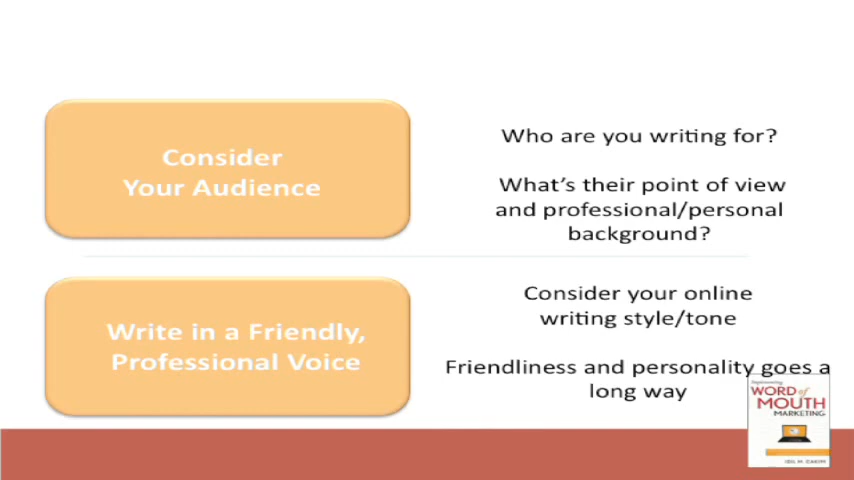 Consider
Your Audience
Who are you writing for?
What's their point of view
and professional/personal
background?
Write in a Friendly,
Professional Voice
Consider your online
writing style/tone
Friendliness and personality goes a
long way
Implementing
WORD of
MOUTH
MARKETING